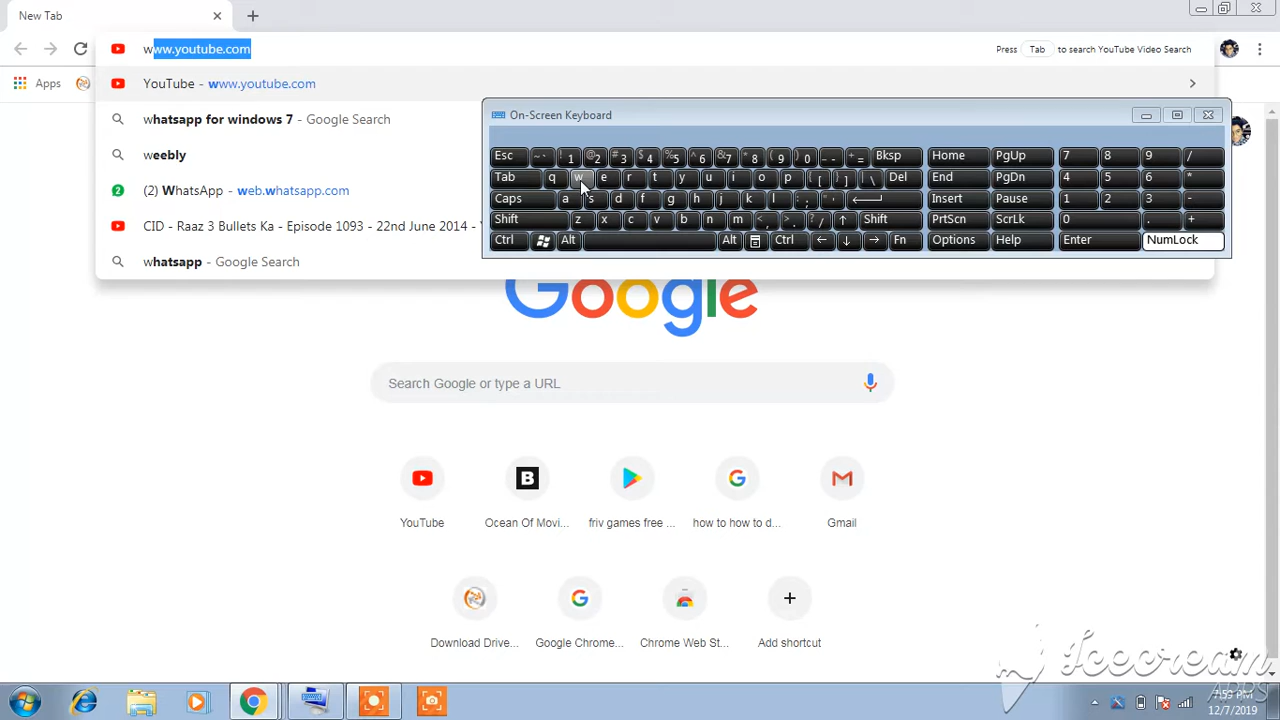 New Tab
www.youtube.com
Press Tab to search YouTube Video Search
Apps
YouTube - www.youtube.com
whatsapp for windows 7 - Google Search
weebly
(2) WhatsApp - web.whatsapp.com
CID - Raaz 3 Bullets Ka - Episode 1093 - 22nd June 2014 -
whatsapp - Google Search
On-Screen Keyboard
Esc ~ ` ! 1 @ 2 # 3 $ 4 % 5 ^ 6 & 7 * 8 ( 9 ) 0 _ - + = Bksp Home PgUp 7 8 9 /
Tab q w e r t y u i o p { [ } ] | \ Del End PgDn 4 5 6 *
Caps a s d f g h j k l : ; " ' Insert Pause 1 2 3 -
Shift z x c v b n m < , > . ? / ↑ Shift PrtScn ScrLk 0 . +
Ctrl Alt Alt Ctrl ← ↓ → Fn Options Help Enter NumLock
Google
Search Google or type a URL
YouTube
Ocean Of Movi...
friv games free ...
how to how to d...
Gmail
Download Drive...
Google Chrome...
Chrome Web St...
Add shortcut
Icecream
APPS
7:59 PM
12/7/2019